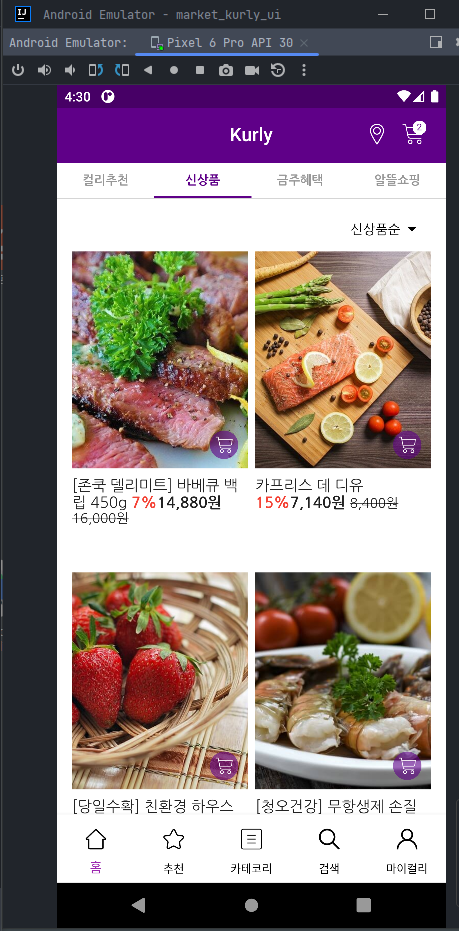 Android Emulator - market_kurly_ui
Android Emulator:
Pixel 6 Pro API 30
4:30
Kurly
2
컬리추천
신상품
금주혜택
알뜰쇼핑
신상품순
[존쿡 델리미트] 바베큐 백
립 450g 7%14,880원
16,000원
카프리스 데 디유
15%7,140원 8,400원
[당일수확] 친환경 하우스
[청오건강] 무항생제 손질
홈
추천
카테코리
검색
마이컬리